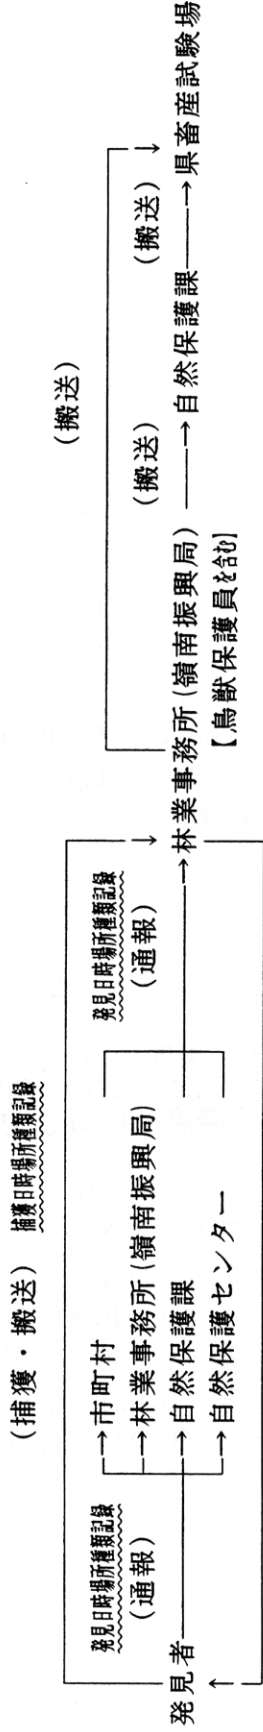 (捕獲・搬送) 捕獲日時場所種類記録
(搬送)
発見日時場所種類記録
(通報)
発見日時場所種類記録
(通報)
(搬送)
(搬送)
発見者
→市町村
→林業事務所(嶺南振興局)
→自然保護課
→自然保護センター
→林業事務所(嶺南振興局)
【鳥獣保護員を含む】
→自然保護課
→県畜産試験場